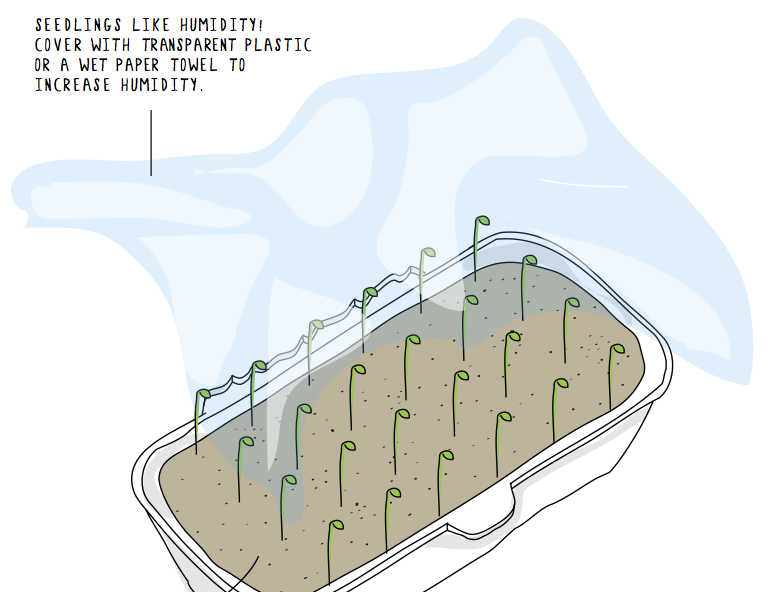 SEEDLINGS LIKE HUMIDITY!
COVER WITH TRANSPARENT PLASTIC
OR A WET PAPER TOWEL TO
INCREASE HUMIDITY.